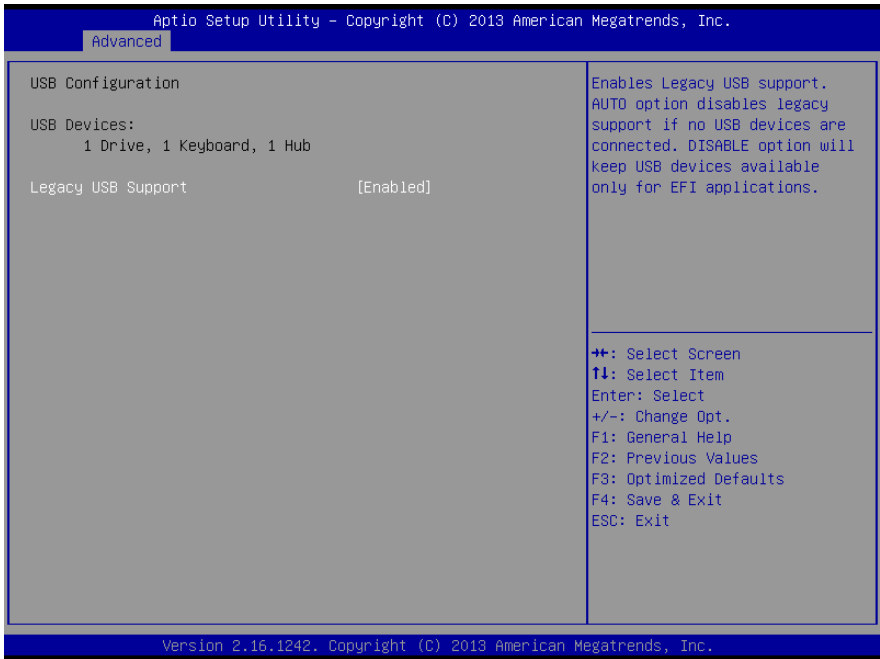 Aptio Setup Utility – Copyright (C) 2013 American Megatrends, Inc.
Advanced
USB Configuration
USB Devices:
1 Drive, 1 Keyboard, 1 Hub
Legacy USB Support [Enabled]
Enables Legacy USB support.
AUTO option disables legacy
support if no USB devices are
connected. DISABLE option will
keep USB devices available
only for EFI applications.
→←: Select Screen
↑↓: Select Item
Enter: Select
+/-: Change Opt.
F1: General Help
F2: Previous Values
F3: Optimized Defaults
F4: Save & Exit
ESC: Exit
Version 2.16.1242. Copyright (C) 2013 American Megatrends, Inc.